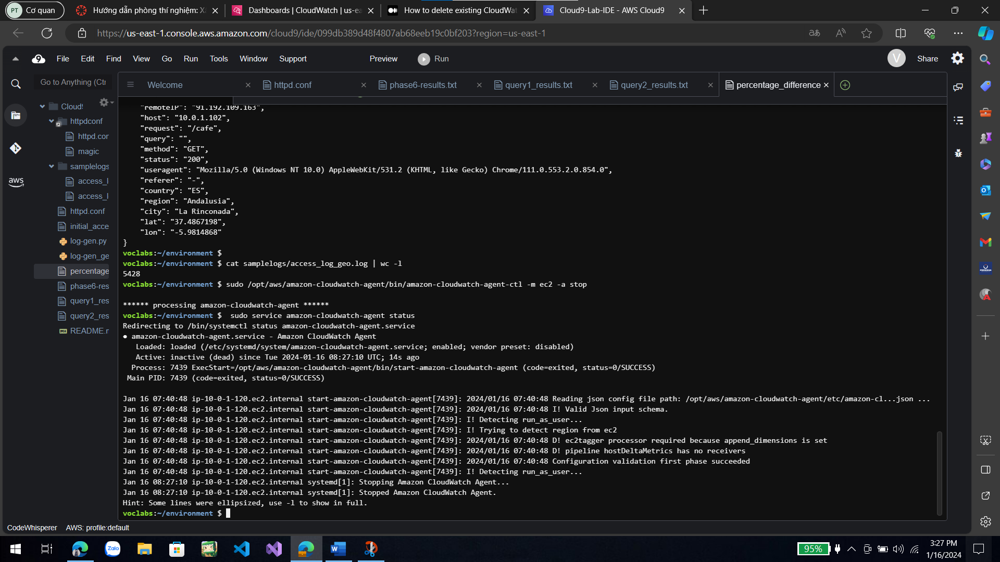 PT Cơ quan
Hướng dẫn phòng thí nghiệm: X
Dashboards | CloudWatch | us-ea
How to delete existing CloudWat
Cloud9-Lab-IDE - AWS Cloud9
https://us-east-1.console.aws.amazon.com/cloud9/ide/099db389d48f4807ab68eeb19c0bf203?region=us-east-1
File Edit Find View Go Run Tools Window Support Preview Run
V Share
Go to Anything (Ctr
Welcome
httpd.conf
phase6-results.txt
query1_results.txt
query2_results.txt
percentage_difference
Cloud9
httpdconf
httpd.cor
magic
samplelogs
access_l
access_l
httpd.conf
initial_acce
log-gen.py
log-gen_ge
percentage
phase6-res
query1_res
query2_res
README.r
aws
"remoteIP": "91.192.109.163",
"host": "10.0.1.102",
"request": "/cafe",
"query": "",
"method": "GET",
"status": "200",
"useragent": "Mozilla/5.0 (Windows NT 10.0) AppleWebKit/531.2 (KHTML, like Gecko) Chrome/111.0.553.2.0.854.0",
"referer": "-",
"country": "ES",
"region": "Andalusia",
"city": "La Rinconada",
"lat": "37.4867198",
"lon": "-5.9814868"
}
voclabs:~/environment $
voclabs:~/environment $ cat samplelogs/access_log_geo.log | wc -l
5428
voclabs:~/environment $ sudo /opt/aws/amazon-cloudwatch-agent/bin/amazon-cloudwatch-agent-ctl -m ec2 -a stop
****** processing amazon-cloudwatch-agent ******
voclabs:~/environment $  sudo service amazon-cloudwatch-agent status
Redirecting to /bin/systemctl status amazon-cloudwatch-agent.service
● amazon-cloudwatch-agent.service - Amazon CloudWatch Agent
Loaded: loaded (/etc/systemd/system/amazon-cloudwatch-agent.service; enabled; vendor preset: disabled)
Active: inactive (dead) since Tue 2024-01-16 08:27:10 UTC; 14s ago
Process: 7439 ExecStart=/opt/aws/amazon-cloudwatch-agent/bin/start-amazon-cloudwatch-agent (code=exited, status=0/SUCCESS)
Main PID: 7439 (code=exited, status=0/SUCCESS)
Jan 16 07:40:48 ip-10-0-1-120.ec2.internal start-amazon-cloudwatch-agent[7439]: 2024/01/16 07:40:48 Reading json config file path: /opt/aws/amazon-cloudwatch-agent/etc/amazon-cl...json ...
Jan 16 07:40:48 ip-10-0-1-120.ec2.internal start-amazon-cloudwatch-agent[7439]: 2024/01/16 07:40:48 I! Valid Json input schema.
Jan 16 07:40:48 ip-10-0-1-120.ec2.internal start-amazon-cloudwatch-agent[7439]: I! Detecting run_as_user...
Jan 16 07:40:48 ip-10-0-1-120.ec2.internal start-amazon-cloudwatch-agent[7439]: I! Trying to detect region from ec2
Jan 16 07:40:48 ip-10-0-1-120.ec2.internal start-amazon-cloudwatch-agent[7439]: 2024/01/16 07:40:48 D! ec2tagger processor required because append_dimensions is set
Jan 16 07:40:48 ip-10-0-1-120.ec2.internal start-amazon-cloudwatch-agent[7439]: 2024/01/16 07:40:48 D! pipeline hostDeltaMetrics has no receivers
Jan 16 07:40:48 ip-10-0-1-120.ec2.internal start-amazon-cloudwatch-agent[7439]: 2024/01/16 07:40:48 Configuration validation first phase succeeded
Jan 16 07:40:48 ip-10-0-1-120.ec2.internal start-amazon-cloudwatch-agent[7439]: I! Detecting run_as_user...
Jan 16 08:27:10 ip-10-0-1-120.ec2.internal systemd[1]: Stopping Amazon CloudWatch Agent...
Jan 16 08:27:10 ip-10-0-1-120.ec2.internal systemd[1]: Stopped Amazon CloudWatch Agent.
Hint: Some lines were ellipsized, use -l to show in full.
voclabs:~/environment $
CodeWhisperer AWS: profile:default
Zalo
95%
3:27 PM
1/16/2024